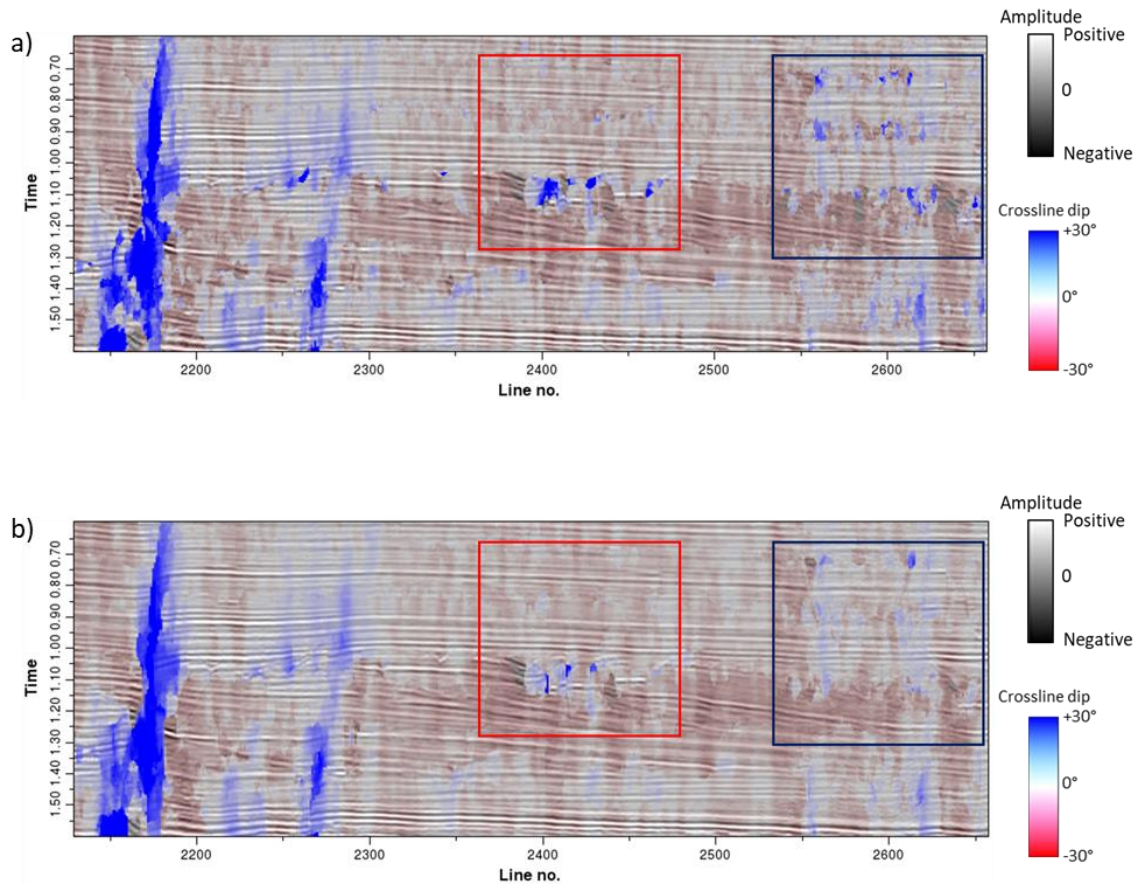 a)
Amplitude
Positive
0
Negative
Crossline dip
+30°
0°
-30°
Time
0.70
0.80
0.90
1.00
1.10
1.20
1.30
1.40
1.50
2200
2300
2400
2500
2600
Line no.
b)
Amplitude
Positive
0
Negative
Crossline dip
+30°
0°
-30°
Time
0.70
0.80
0.90
1.00
1.10
1.20
1.30
1.40
1.50
2200
2300
2400
2500
2600
Line no.